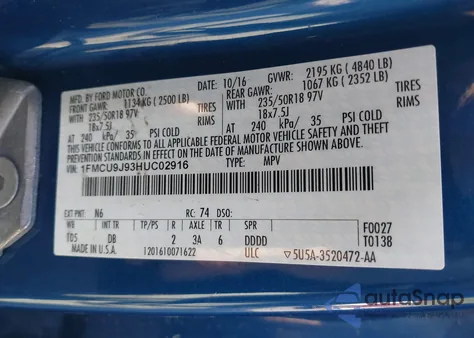 MFD. BY FORD MOTOR CO.
10/16 GVWR: 2195 KG ( 4840 LB)
FRONT GAWR: REAR GAWR:
1134 KG ( 2500 LB) 1067 KG ( 2352 LB)
WITH TIRES WITH TIRES
235/50R18 97V 235/50R18 97V
18x7.5J RIMS 18x7.5J RIMS
AT 240 kPa/ 35 PSI COLD AT 240 kPa/ 35 PSI COLD
THIS VEHICLE CONFORMS TO ALL APPLICABLE FEDERAL MOTOR VEHICLE SAFETY AND THEFT
PREVENTION STANDARDS IN EFFECT ON THE DATE OF MANUFACTURE SHOWN ABOVE.
VIN: 1FMCU9J93HUC02916 TYPE: MPV
EXT PNT: N6 RC: 74 DSO:
WB INT TR TP/PS R AXLE TR SPR F0027
T05 DB 2 3A 6 DDDD T0138
MADE IN U.S.A. 1201610071622 ULC 5U5A-3520472-AA
autoSnap